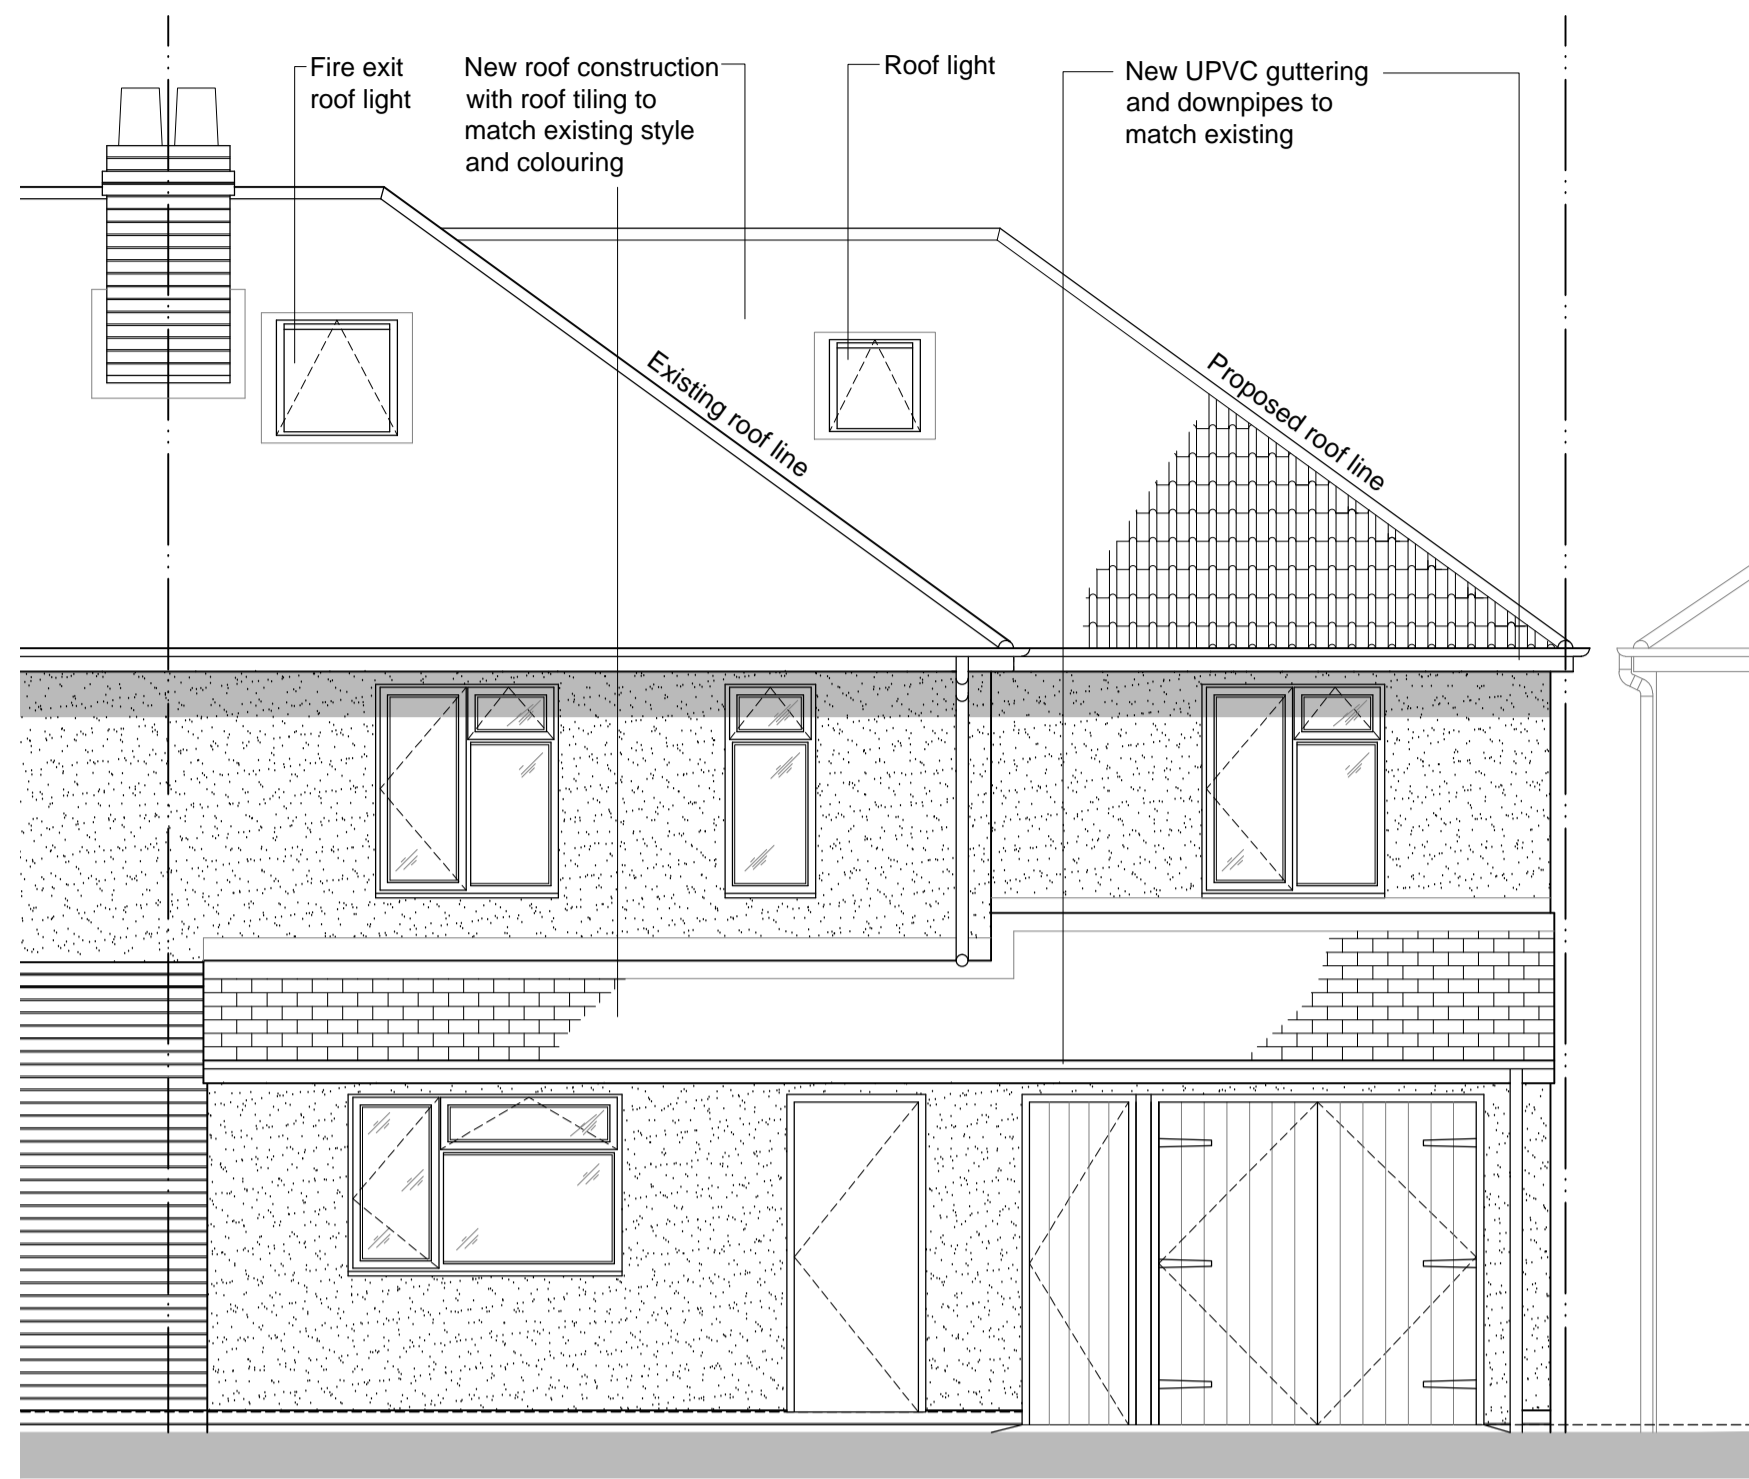 Fire exit
roof light
New roof construction
with roof tiling to
match existing style
and colouring
Roof light
New UPVC guttering
and downpipes to
match existing
Existing roof line
Proposed roof line